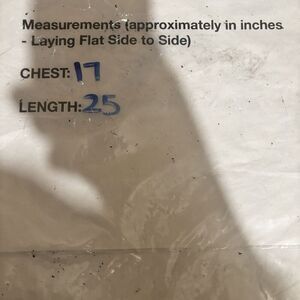 Measurements (approximately in inches
- Laying Flat Side to Side)
CHEST: 17
LENGTH: 25